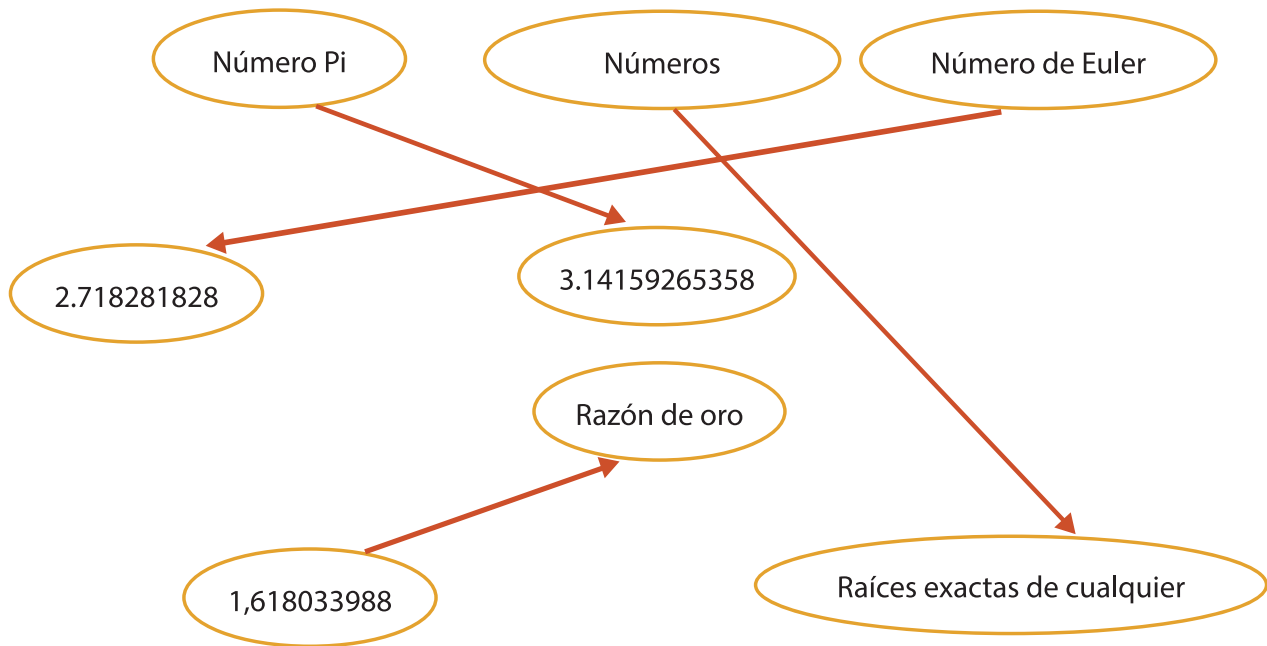 Número Pi
Números
Número de Euler
2.718281828
3.14159265358
Razón de oro
1,618033988
Raíces exactas de cualquier